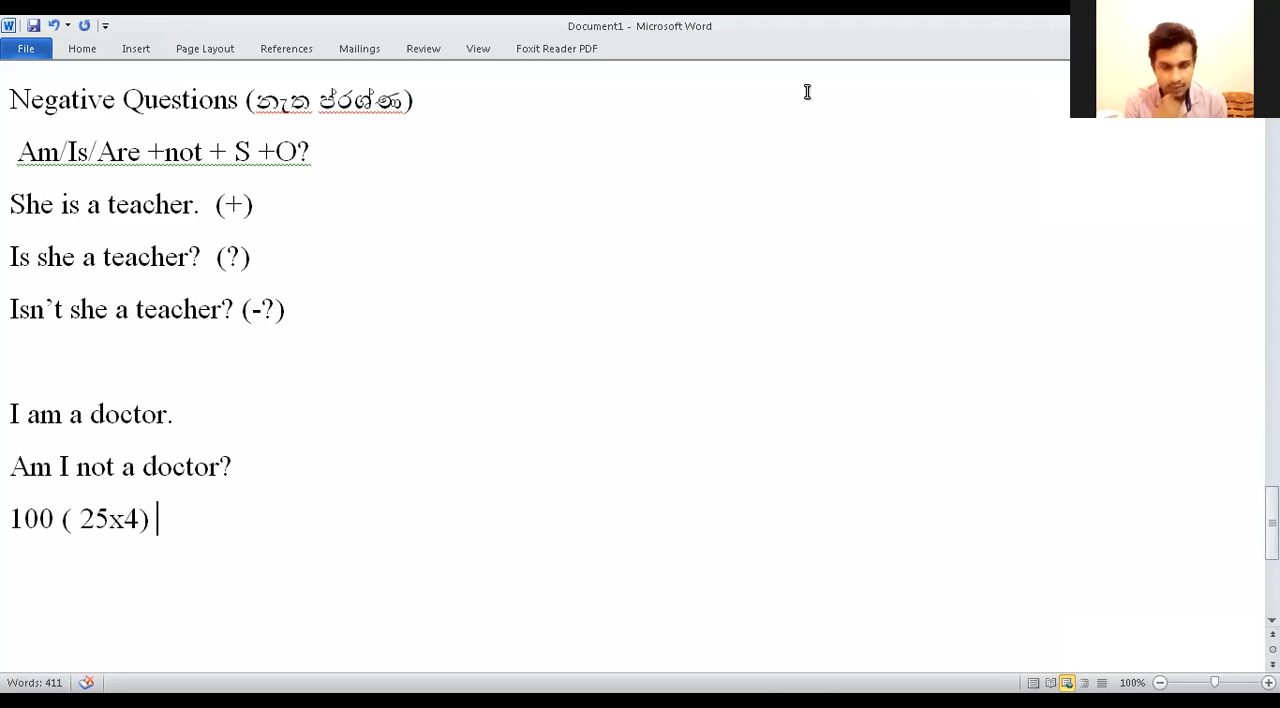 Document1 - Microsoft Word
File Home Insert Page Layout References Mailings Review View Foxit Reader PDF
Negative Questions (නැත ප්රශ්ණ)
Am/Is/Are +not + S +O?
She is a teacher. (+)
Is she a teacher? (?)
Isn’t she a teacher? (-?)
I am a doctor.
Am I not a doctor?
100 ( 25x4)
Words: 411 100%